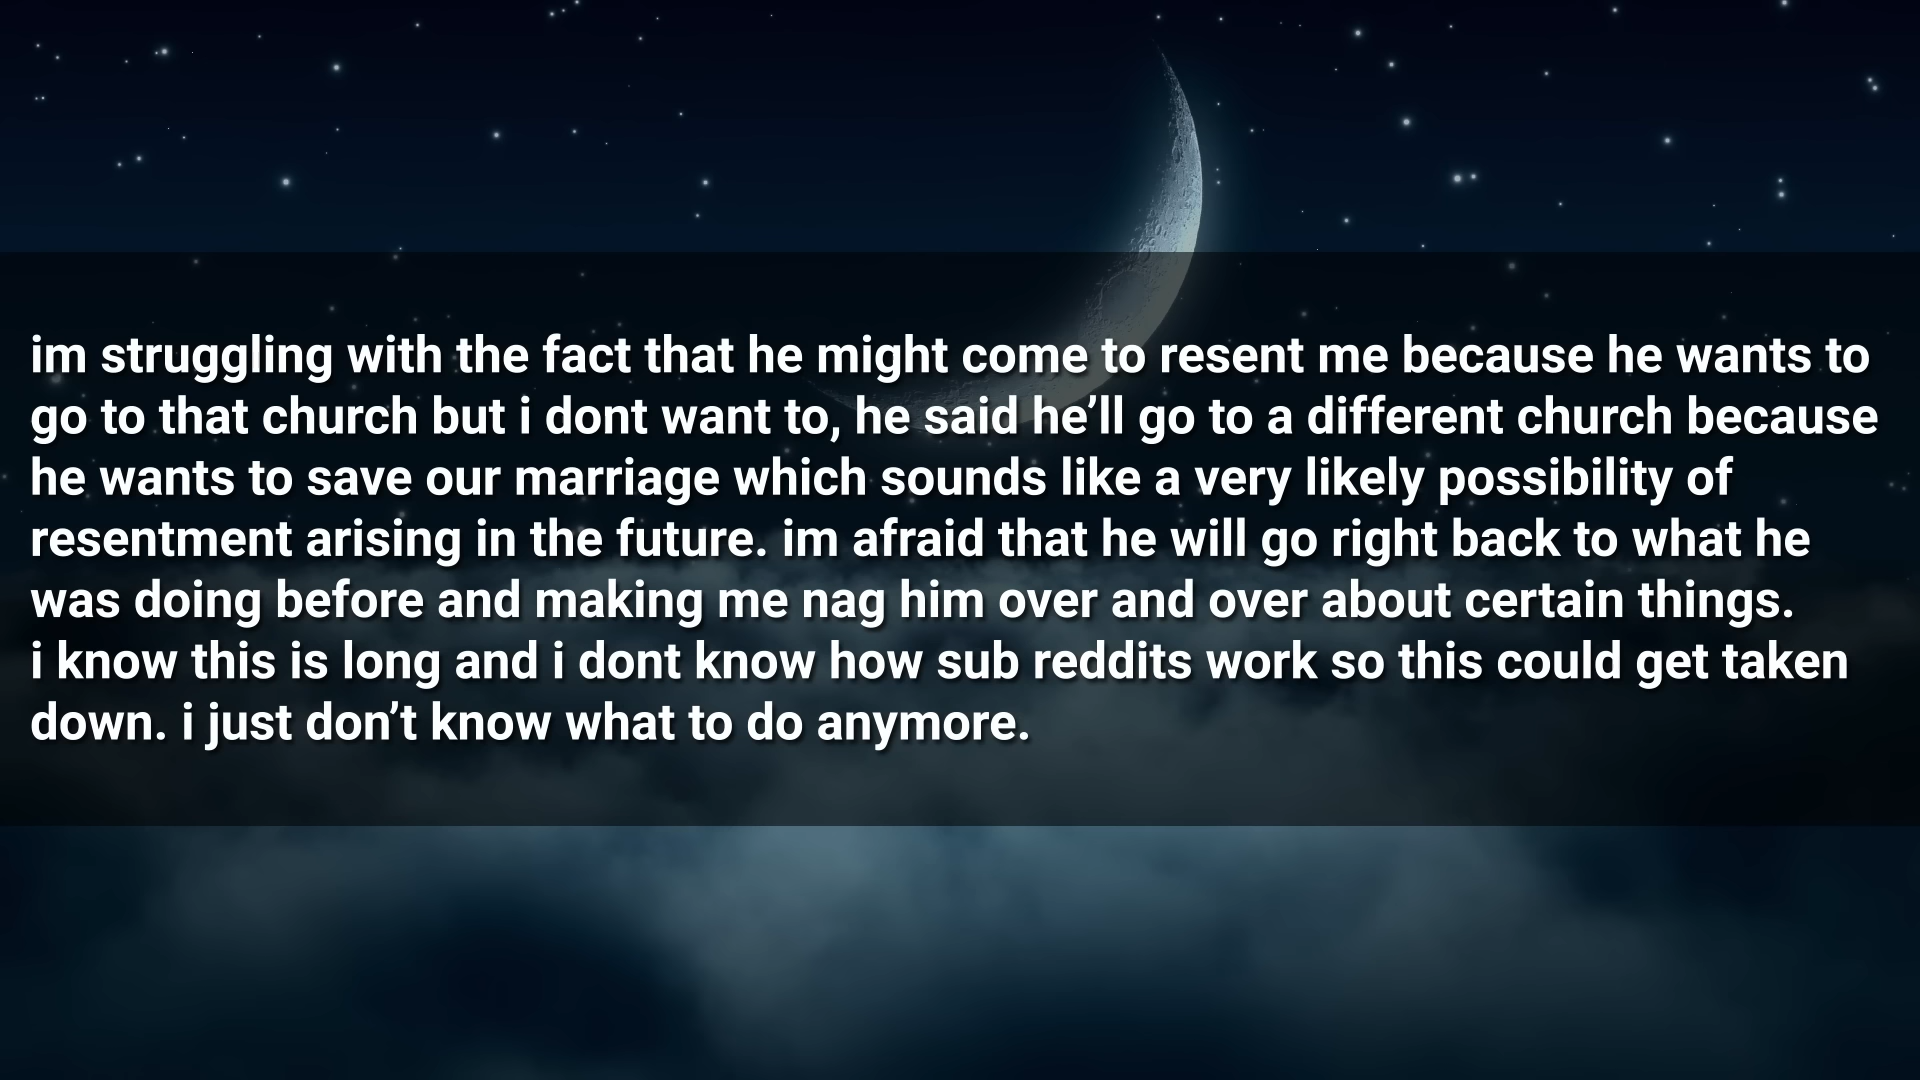 im struggling with the fact that he might come to resent me because he wants to
go to that church but i dont want to, he said he’ll go to a different church because
he wants to save our marriage which sounds like a very likely possibility of
resentment arising in the future. im afraid that he will go right back to what he
was doing before and making me nag him over and over about certain things.
i know this is long and i dont know how sub reddits work so this could get taken
down. i just don’t know what to do anymore.